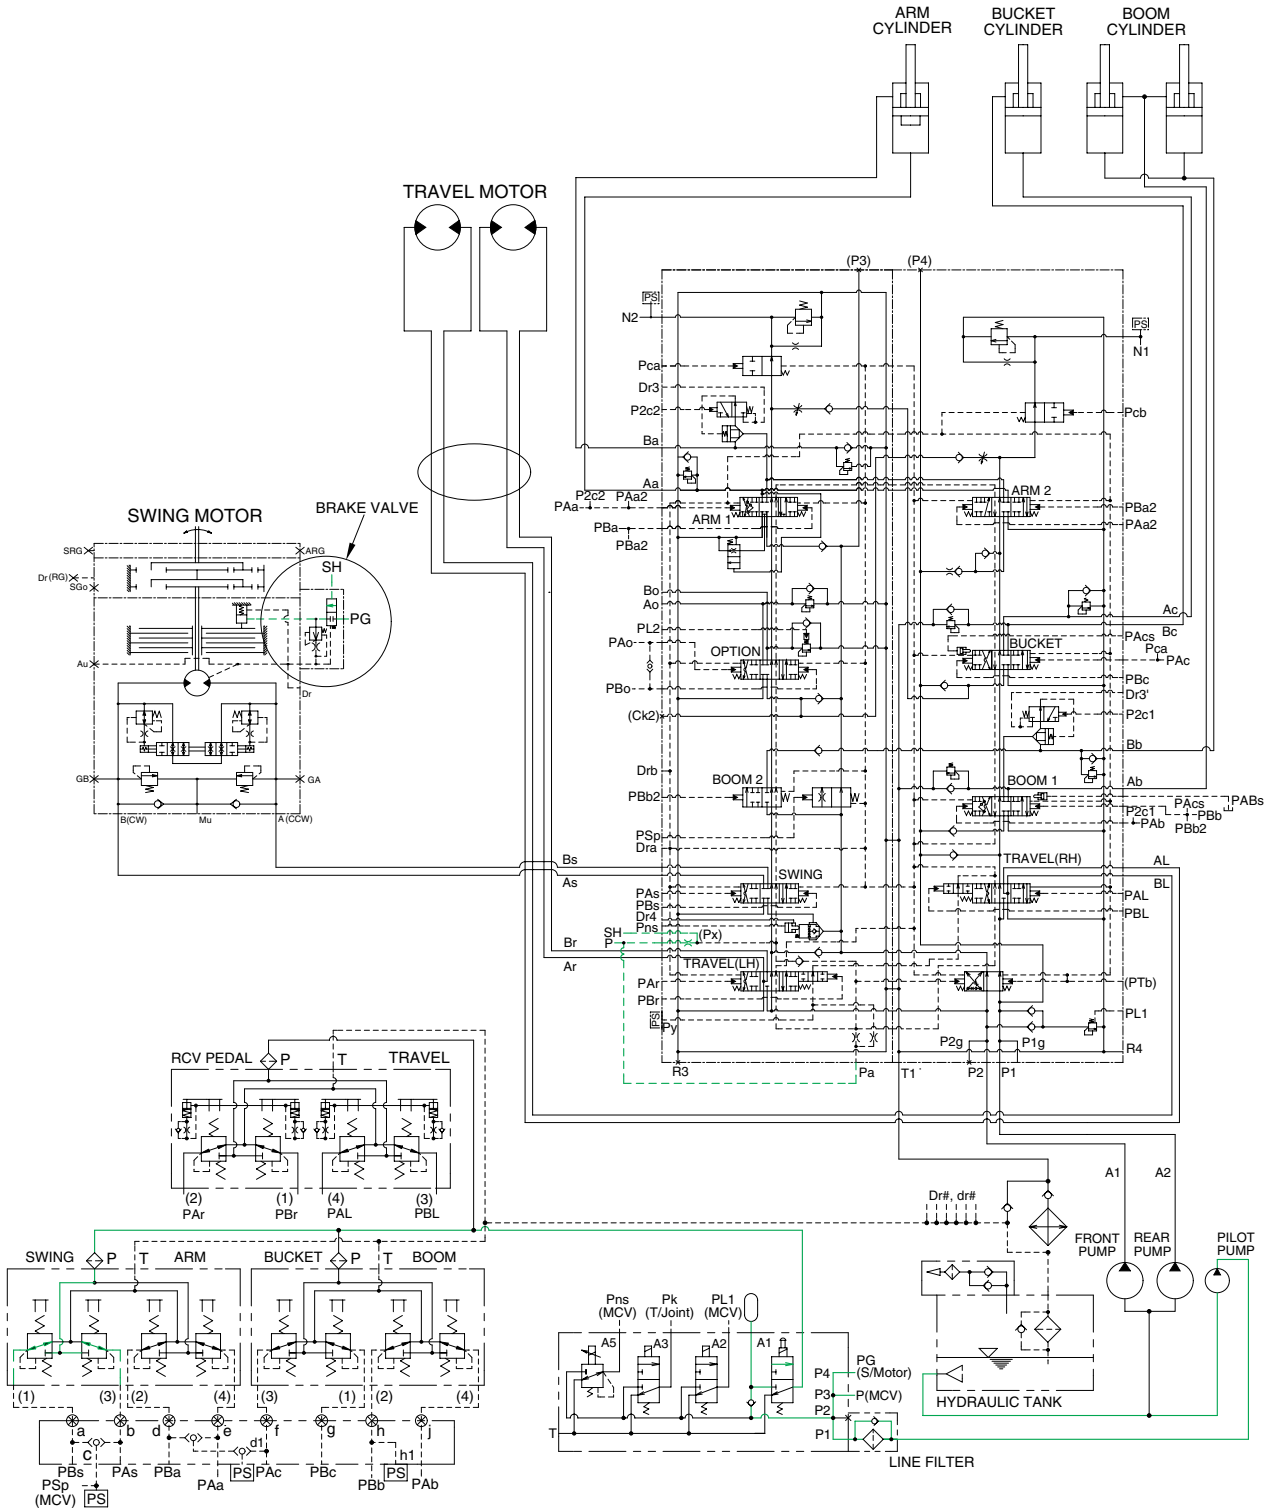 ARM
CYLINDER
BUCKET
CYLINDER
BOOM
CYLINDER
TRAVEL MOTOR
(P3)
(P4)
PS
N2
PS
N1
Pca
Dr3
P2c2
Pcb
Ba
Aa
P2c2
PAa2
PAa
ARM 1
ARM 2
PBa2
PAa2
PBa
PBa2
SWING MOTOR
BRAKE VALVE
SRG
ARG
SH
Dr(RG)
SGo
PG
Au
Dr
GB
GA
B(CW)
Mu
A(CCW)
Bo
Ao
PL2
PAo
OPTION
PBo
(Ck2)
Ac
Bc
PAcs
BUCKET
Pca
PAc
PBc
Dr3'
P2c1
Bb
Drb
BOOM 2
PBb2
BOOM 1
Ab
PSp
Dra
P2c1
PAcs
PABs
PBb
PAb
PBb2
Bs
As
SWING
TRAVEL(RH)
AL
BL
PAs
PBs
Dr4
Pns
PAL
PBL
SH
P
(Px)
Br
Ar
TRAVEL(LH)
PAr
PBr
(PTb)
PS
Py
PL1
P2g
P1g
R4
R3
Pa
T1
P2
P1
RCV PEDAL
P
T
TRAVEL
(2)
(1)
(4)
(3)
PAr
PBr
PAL
PBL
A1
A2
Dr#, dr#
FRONT
PUMP
REAR
PUMP
PILOT
PUMP
SWING
P
T
ARM
BUCKET
P
T
BOOM
Pns
(MCV)
Pk
(T/Joint)
PL1
(MCV)
A5
A3
A2
A1
P4
PG
(S/Motor)
P3
P(MCV)
P2
P1
T
HYDRAULIC TANK
LINE FILTER
(1)
(3)
(2)
(4)
(3)
(1)
(2)
(4)
a
b
d
e
f
g
h
j
c
d1
h1
PBs
PAs
PBa
PAa
PS
PAc
PBc
PBb
PS
PAb
PSp
(MCV)
PS